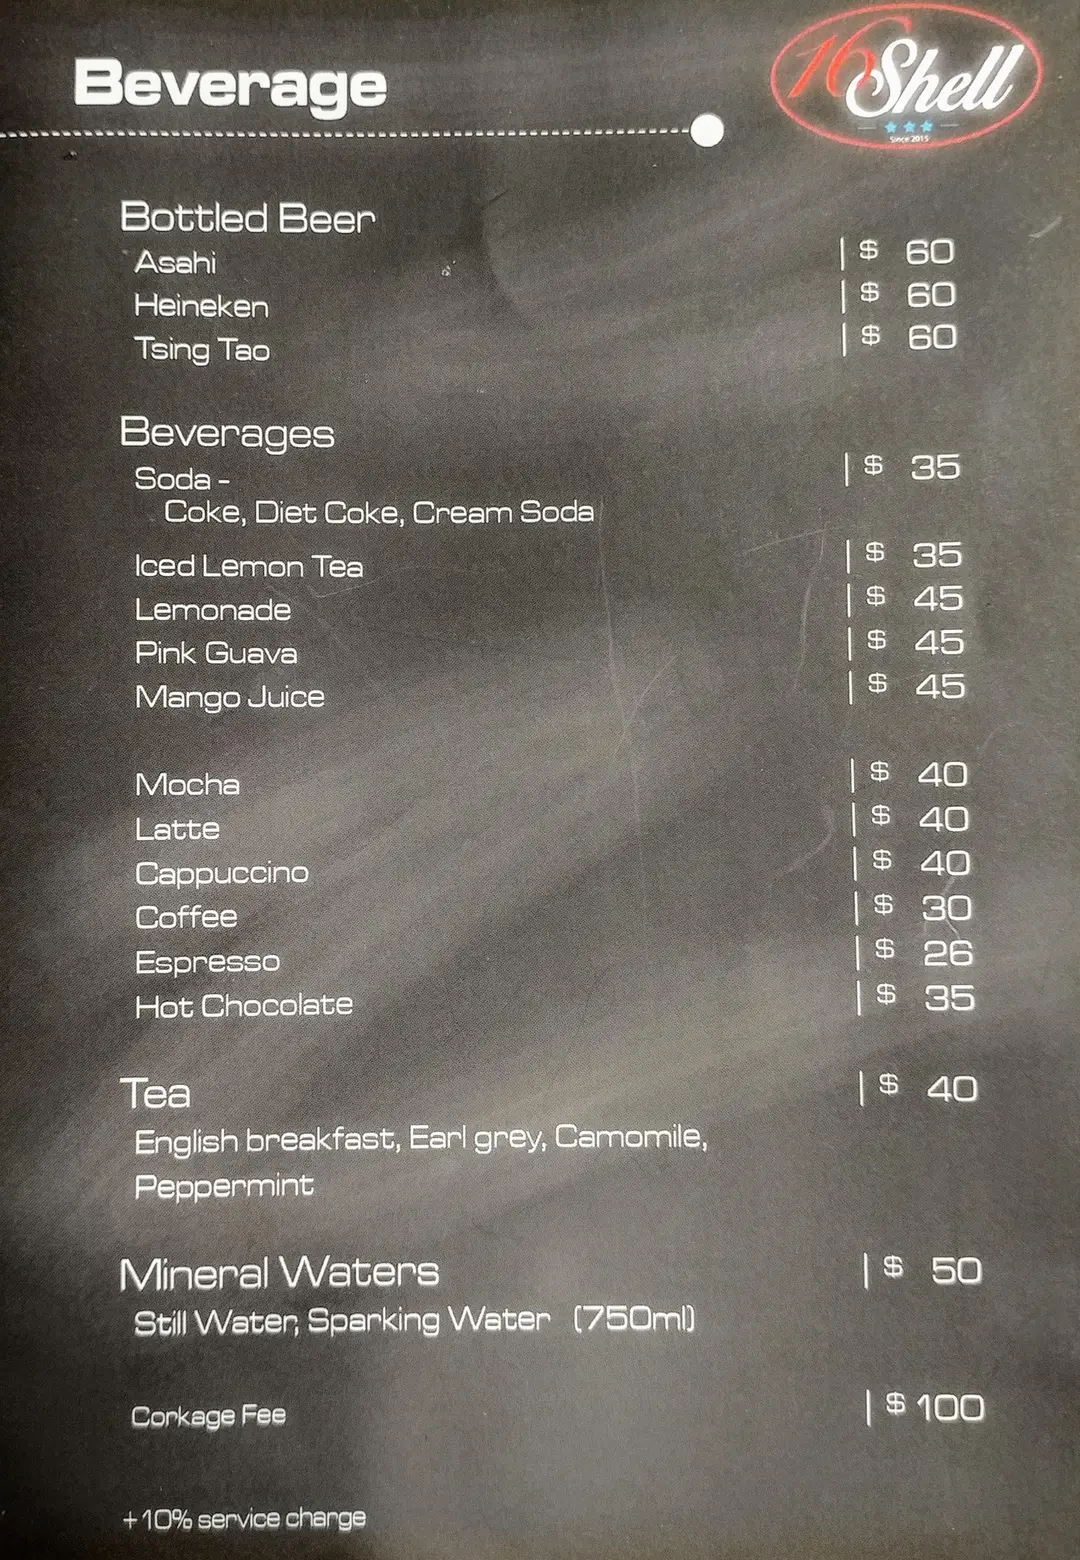 Beverage
16 Shell
Since 2015
Bottled Beer
Asahi | $ 60
Heineken | $ 60
Tsing Tao | $ 60
Beverages
Soda - | $ 35
Coke, Diet Coke, Cream Soda
Iced Lemon Tea | $ 35
Lemonade | $ 45
Pink Guava | $ 45
Mango Juice | $ 45
Mocha | $ 40
Latte | $ 40
Cappuccino | $ 40
Coffee | $ 30
Espresso | $ 26
Hot Chocolate | $ 35
Tea | $ 40
English breakfast, Earl grey, Camomile,
Peppermint
Mineral Waters | $ 50
Still Water, Sparking Water (750ml)
Corkage Fee | $ 100
+10% service charge